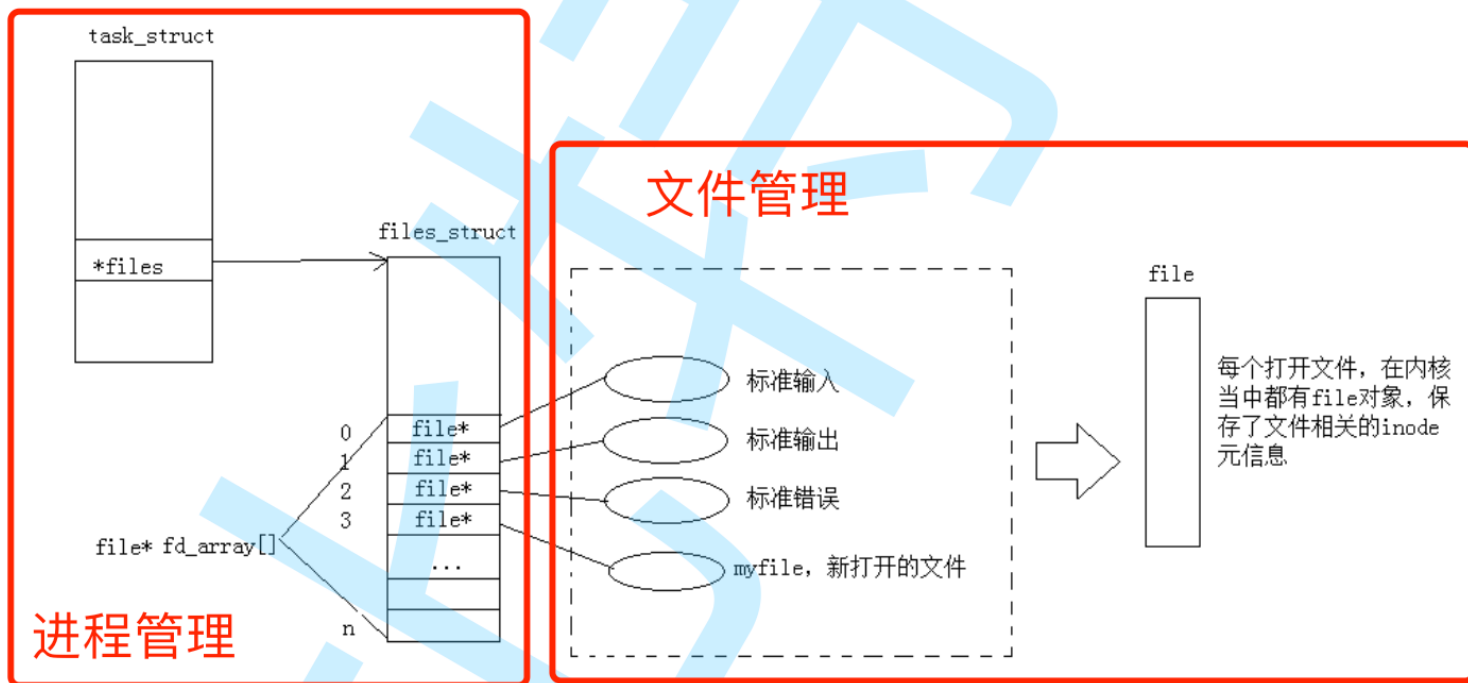 task_struct
*files
files_struct
0
file*
1
file*
2
file*
3
file*
file* fd_array[]
...
n
进程管理
文件管理
标准输入
标准输出
标准错误
myfile，新打开的文件
file
每个打开文件，在内核
当中都有file对象，保
存了文件相关的inode
元信息